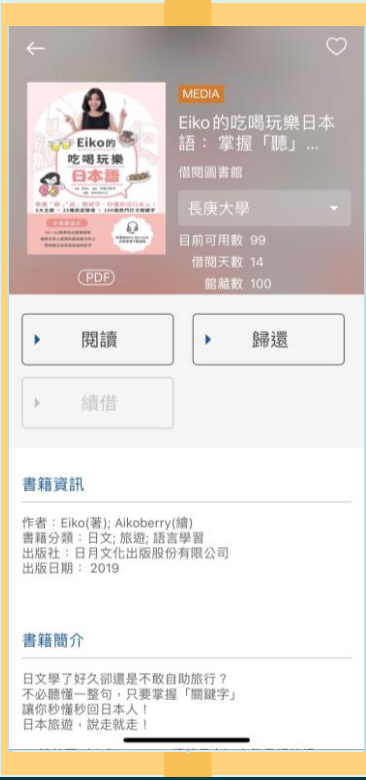 MEDIA
Eiko的吃喝玩樂日本
語： 掌握「聽」...
借閱圖書館
長庚大學
目前可用數 99
借閱天數 14
館藏數 100
Eiko的
吃喝玩樂
日本語
(PDF)
閱讀
歸還
續借
書籍資訊
作者：Eiko(著); Aikoberry(繪)
書籍分類：日文; 旅遊; 語言學習
出版社：日月文化出版股份有限公司
出版日期： 2019
書籍簡介
日文學了好久卻還是不敢自助旅行？
不必聽懂一整句，只要掌握「關鍵字」
讓你秒懂秒回日本人！
日本旅遊，說走就走！